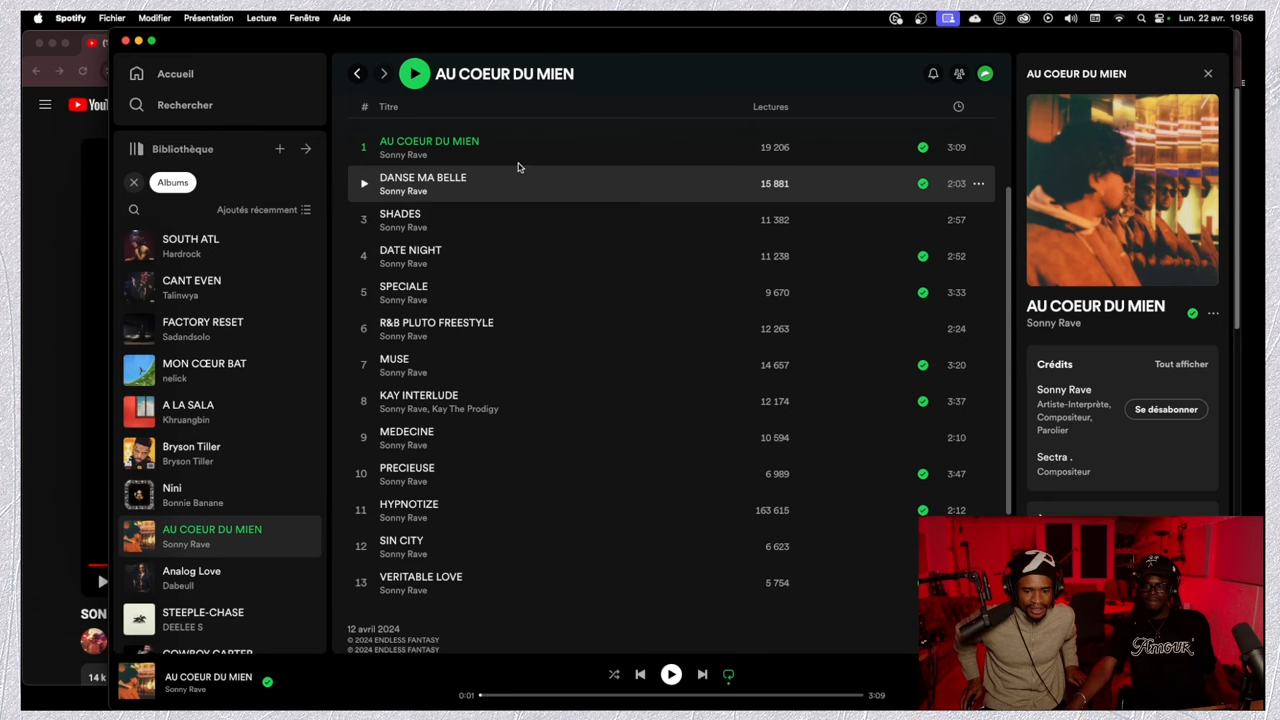 Spotify Fichier Modifier Présentation Lecture Fenêtre Aide
Lun. 22 avr. 19:56
Accueil
Rechercher
Bibliothèque
Albums
Ajoutés récemment
SOUTH ATL
Hardrock
CANT EVEN
Talinwya
FACTORY RESET
Sadandsolo
MON CŒUR BAT
nelick
A LA SALA
Khruangbin
Bryson Tiller
Bryson Tiller
Nini
Bonnie Banane
AU COEUR DU MIEN
Sonny Rave
Analog Love
Dabeull
STEEPLE-CHASE
DEELEE S
COWBOY CARTER
AU COEUR DU MIEN
# Titre Lectures
1 AU COEUR DU MIEN 19 206 3:09
Sonny Rave
DANSE MA BELLE 15 881 2:03
Sonny Rave
3 SHADES 11 382 2:57
Sonny Rave
4 DATE NIGHT 11 238 2:52
Sonny Rave
5 SPECIALE 9 670 3:33
Sonny Rave
6 R&B PLUTO FREESTYLE 12 263 2:24
Sonny Rave
7 MUSE 14 657 3:20
Sonny Rave
8 KAY INTERLUDE 12 174 3:37
Sonny Rave, Kay The Prodigy
9 MEDECINE 10 594 2:10
Sonny Rave
10 PRECIEUSE 6 989 3:47
Sonny Rave
11 HYPNOTIZE 163 615 2:12
Sonny Rave
12 SIN CITY 6 623
Sonny Rave
13 VERITABLE LOVE 5 754
Sonny Rave
12 avril 2024
© 2024 ENDLESS FANTASY
℗ 2024 ENDLESS FANTASY
AU COEUR DU MIEN
AU COEUR DU MIEN
Sonny Rave
Crédits Tout afficher
Sonny Rave
Artiste-Interprète,
Compositeur,
Parolier
Se désabonner
Sectra .
Compositeur
AU COEUR DU MIEN
Sonny Rave
0:01 3:09
SON
14 k
Amour